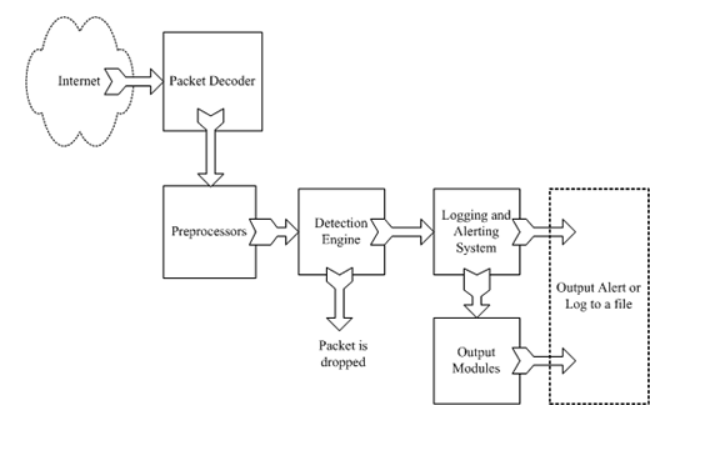 Internet
Packet Decoder
Preprocessors
Detection
Engine
Logging and
Alerting
System
Output Alert or
Log to a file
Packet is
dropped
Output
Modules